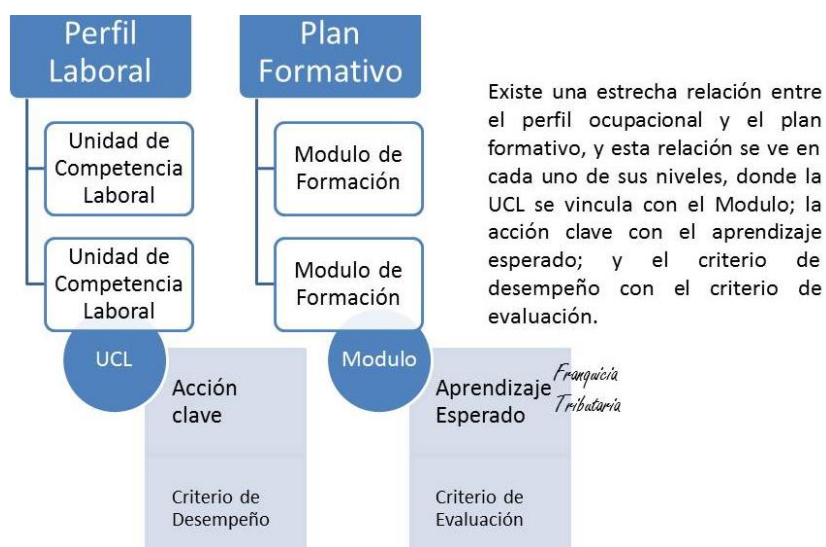 Perfil
Laboral
Unidad de
Competencia
Laboral
Unidad de
Competencia
Laboral
UCL
Acción
clave
Criterio de
Desempeño
Plan
Formativo
Modulo de
Formación
Modulo de
Formación
Modulo
Aprendizaje
Esperado
Franquicia
Tributaria
Criterio de
Evaluación
Existe una estrecha relación entre
el perfil ocupacional y el plan
formativo, y esta relación se ve en
cada uno de sus niveles, donde la
UCL se vincula con el Modulo; la
acción clave con el aprendizaje
esperado; y el criterio de
desempeño con el criterio de
evaluación.